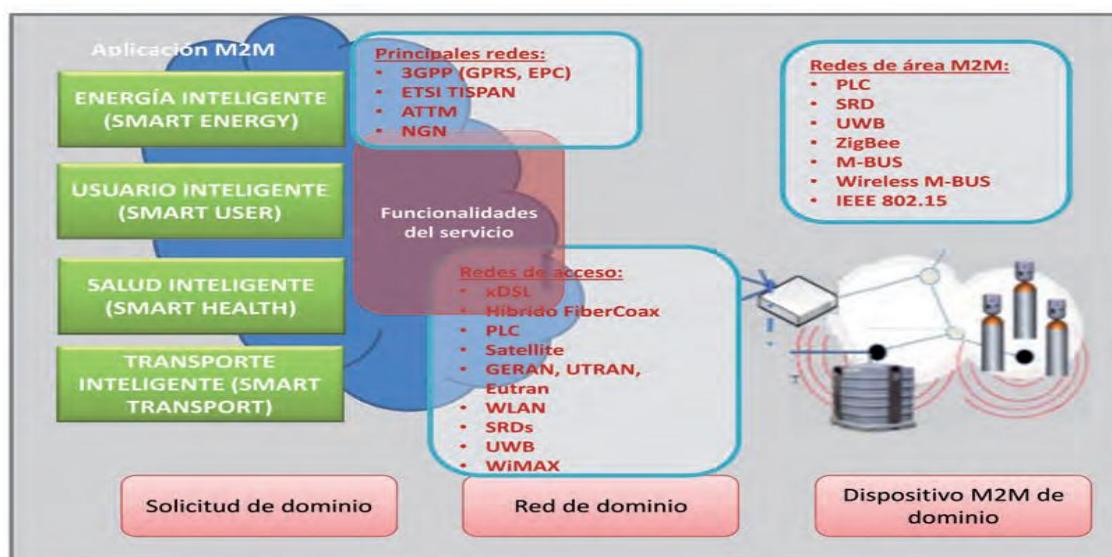 Aplicación M2M
ENERGÍA INTELIGENTE
(SMART ENERGY)
USUARIO INTELIGENTE
(SMART USER)
SALUD INTELIGENTE
(SMART HEALTH)
TRANSPORTE
INTELIGENTE (SMART
TRANSPORT)
Principales redes:
• 3GPP (GPRS, EPC)
• ETSI TISPAN
• ATTM
• NGN
Funcionalidades
del servicio
Redes de acceso:
• xDSL
• Híbrido FiberCoax
• PLC
• Satellite
• GERAN, UTRAN,
Eutran
• WLAN
• SRDs
• UWB
• WiMAX
Redes de área M2M:
• PLC
• SRD
• UWB
• ZigBee
• M-BUS
• Wireless M-BUS
• IEEE 802.15
Solicitud de dominio
Red de dominio
Dispositivo M2M de
dominio